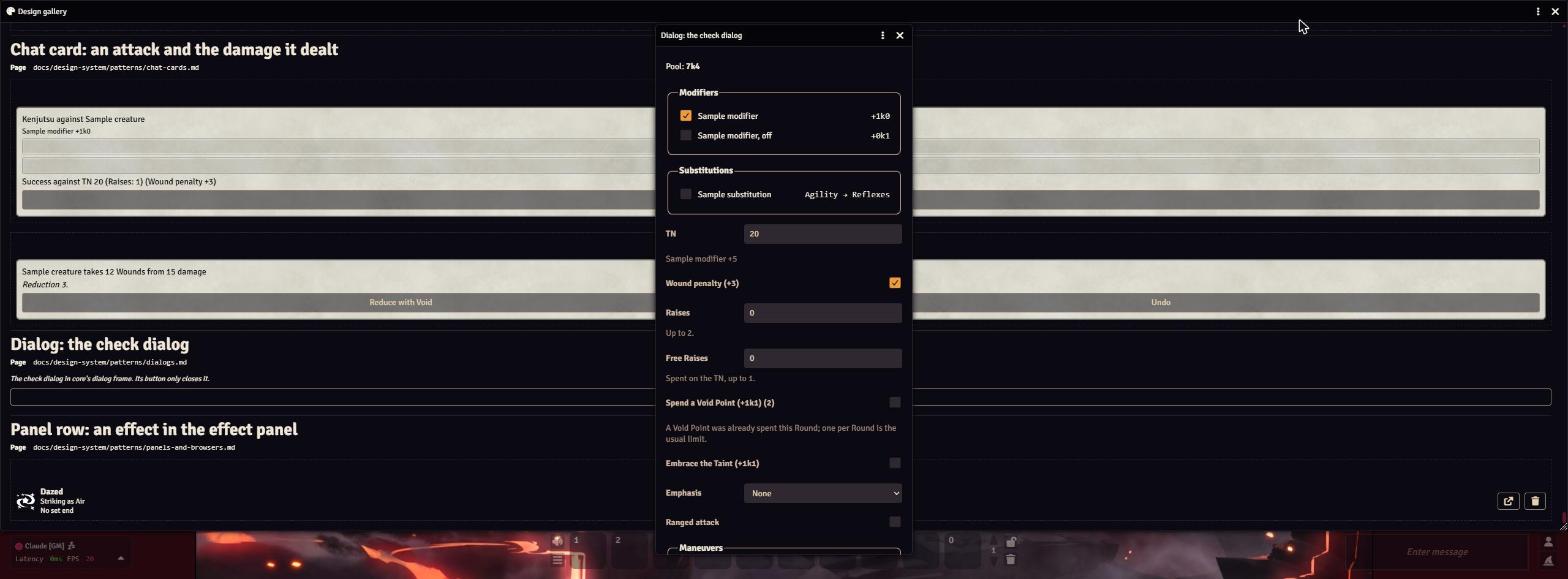 Design gallery
Chat card: an attack and the damage it dealt
Page docs/design-system/patterns/chat-cards.md
Kenjutsu against Sample creature
Sample modifier +1k0
Success against TN 20 (Raises: 1) (Wound penalty +3)
Sample creature takes 12 Wounds from 15 damage
Reduction 3.
Reduce with Void
Undo
Dialog: the check dialog
Page docs/design-system/patterns/dialogs.md
The check dialog in core's dialog frame. Its button only closes it.
Panel row: an effect in the effect panel
Page docs/design-system/patterns/panels-and-browsers.md
Dazed
Striking as Air
No set end
Dialog: the check dialog
Pool: 7k4
Modifiers
Sample modifier +1k0
Sample modifier, off +0k1
Substitutions
Sample substitution Agility → Reflexes
TN 20
Sample modifier +5
Wound penalty (+3)
Raises 0
Up to 2.
Free Raises 0
Spent on the TN, up to 1.
Spend a Void Point (+1k1) (2)
A Void Point was already spent this Round; one per Round is the
usual limit.
Embrace the Taint (+1k1)
Emphasis None
Ranged attack
Maneuvers
Claude [GM]
Latency 0ms FPS 20
1 2 0
1
Enter message